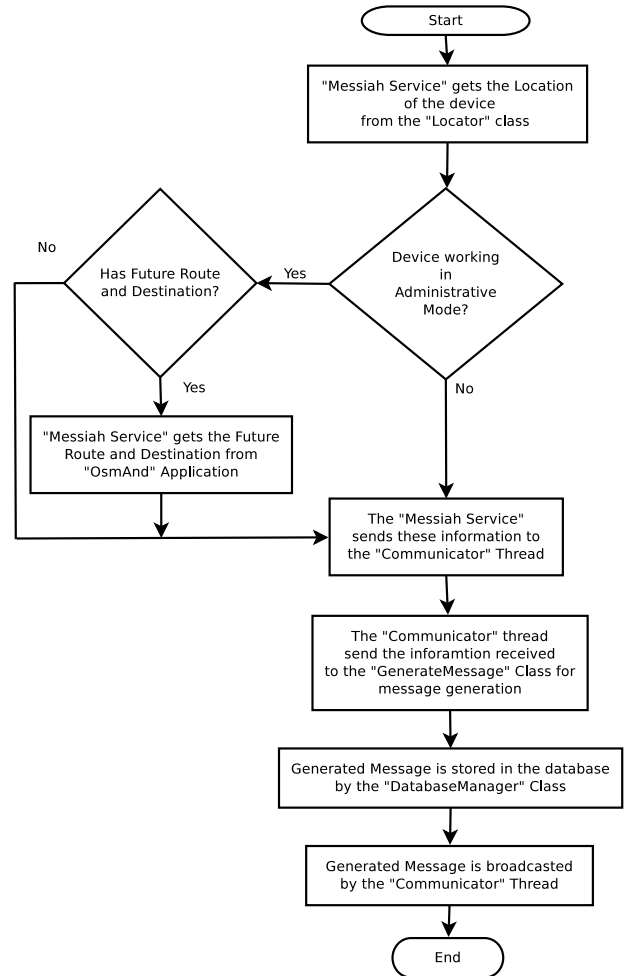 Start
"Messiah Service" gets the Location
of the device
from the "Locator" class
Device working
in
Administrative
Mode?
Yes
No
Has Future Route
and Destination?
No
Yes
"Messiah Service" gets the Future
Route and Destination from
"OsmAnd" Application
The "Messiah Service"
sends these information to
the "Communicator" Thread
The "Communicator" thread
send the inforamtion received
to the "GenerateMessage" Class for
message generation
Generated Message is stored in the database
by the "DatabaseManager" Class
Generated Message is broadcasted
by the "Communicator" Thread
End